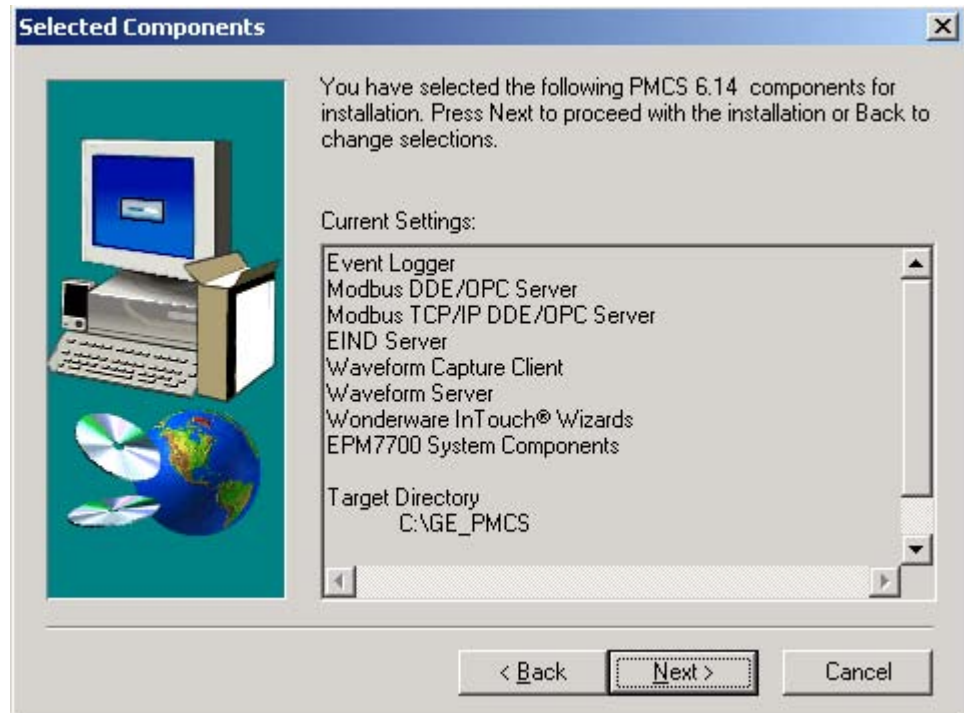 Selected Components
You have selected the following PMCS 6.14 components for
installation. Press Next to proceed with the installation or Back to
change selections.
Current Settings:
Event Logger
Modbus DDE/OPC Server
Modbus TCP/IP DDE/OPC Server
EIND Server
Waveform Capture Client
Waveform Server
Wonderware InTouch® Wizards
EPM7700 System Components
Target Directory
C:\GE_PMCS
< Back
Next >
Cancel